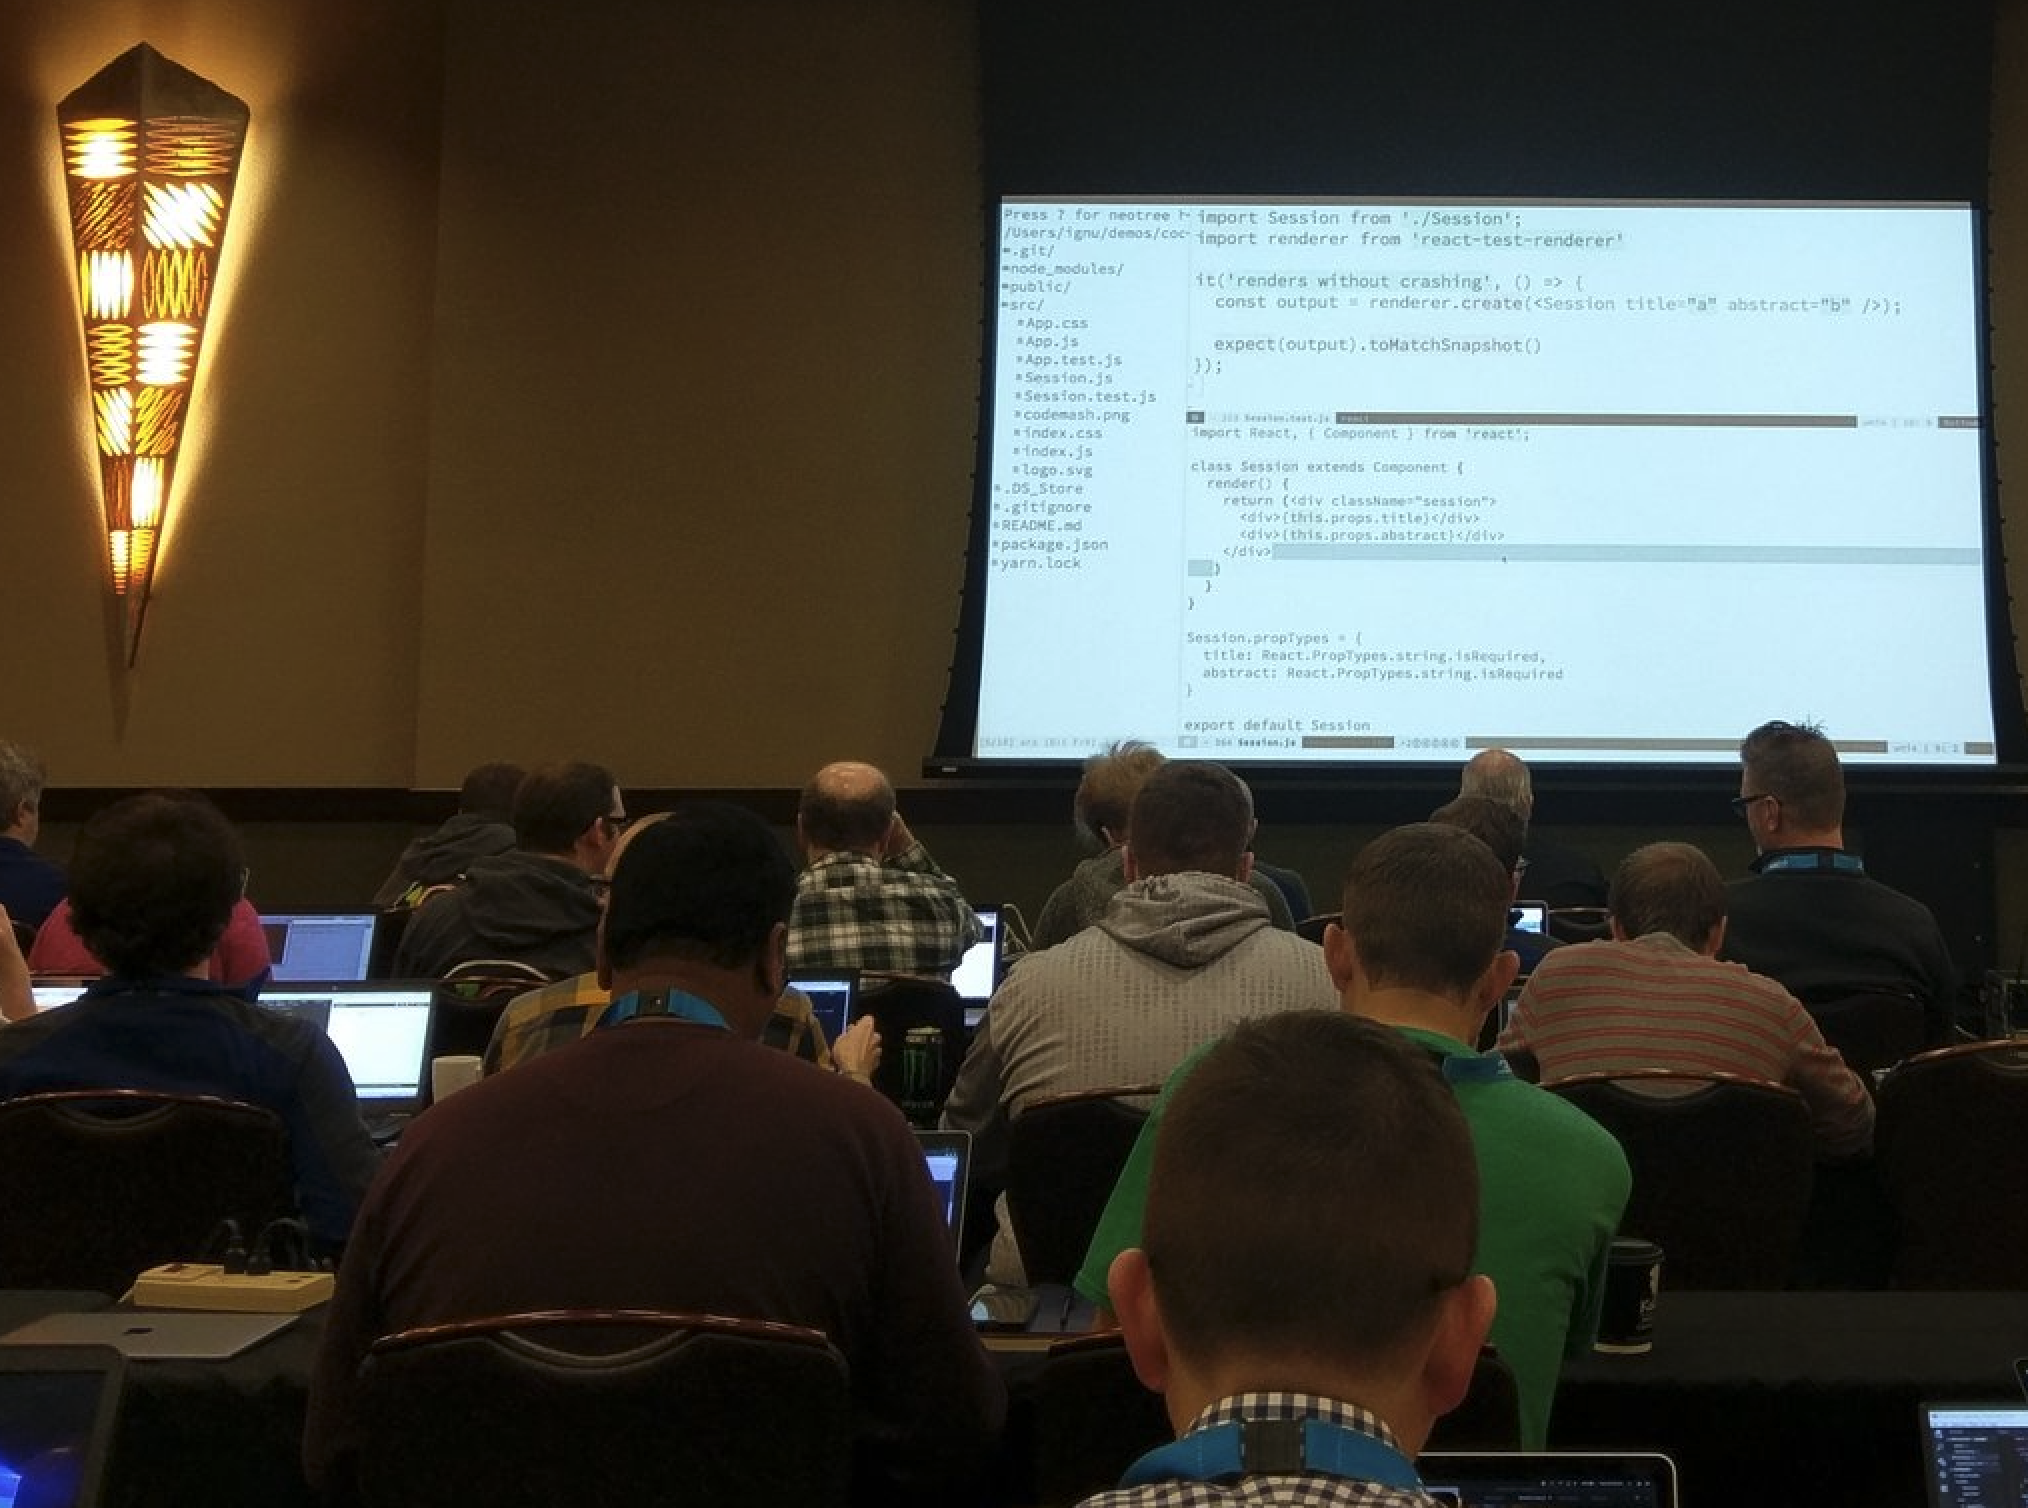 Press ? for neotree
/Users/ignu/demos/coc
.git/
node_modules/
public/
src/
App.css
App.js
App.test.js
Session.js
Session.test.js
codemash.png
index.css
index.js
logo.svg
.DS_Store
.gitignore
README.md
package.json
yarn.lock
import Session from './Session';
import renderer from 'react-test-renderer'
it('renders without crashing', () => {
const output = renderer.create(<Session title="a" abstract="b" />);
expect(output).toMatchSnapshot()
});
Session.test.js
import React, { Component } from 'react';
class Session extends Component {
render() {
return (<div className="session">
<div>{this.props.title}</div>
<div>{this.props.abstract}</div>
</div>
)
}
}
Session.propTypes = {
title: React.PropTypes.string.isRequired,
abstract: React.PropTypes.string.isRequired
}
export default Session
Session.js